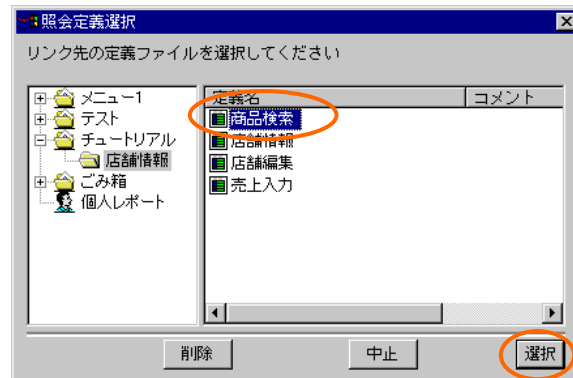 照会定義選択
リンク先の定義ファイルを選択してください
メニュー1
テスト
チュートリアル
店舗情報
ごみ箱
個人レポート
定義名 コメント
商品検索
店舗情報
店舗編集
売上入力
削除 中止 選択